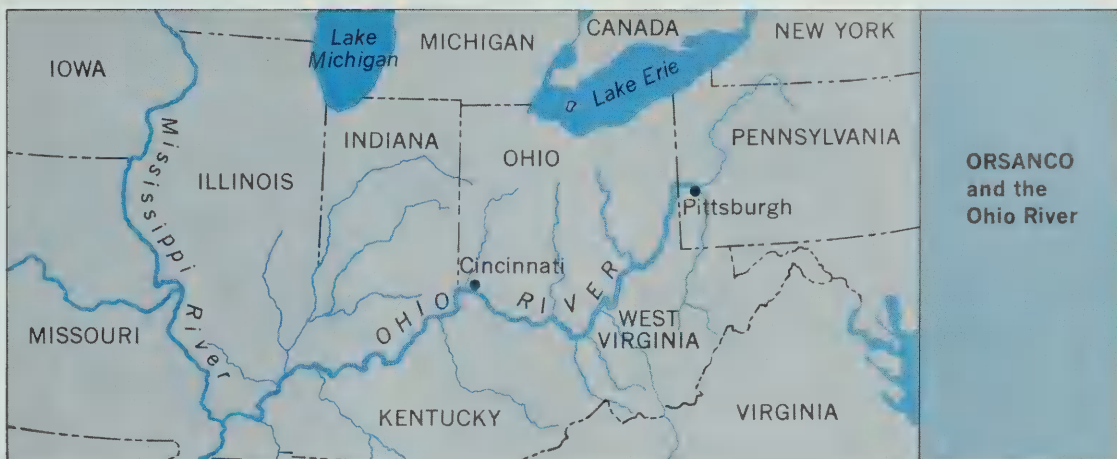 IOWA
Lake
Michigan
MICHIGAN
CANADA
NEW YORK
Lake Erie
PENNSYLVANIA
INDIANA
OHIO
ILLINOIS
Mississippi River
Pittsburgh
Cincinnati
OHIO RIVER
MISSOURI
WEST
VIRGINIA
KENTUCKY
VIRGINIA
ORSANCO
and the
Ohio River